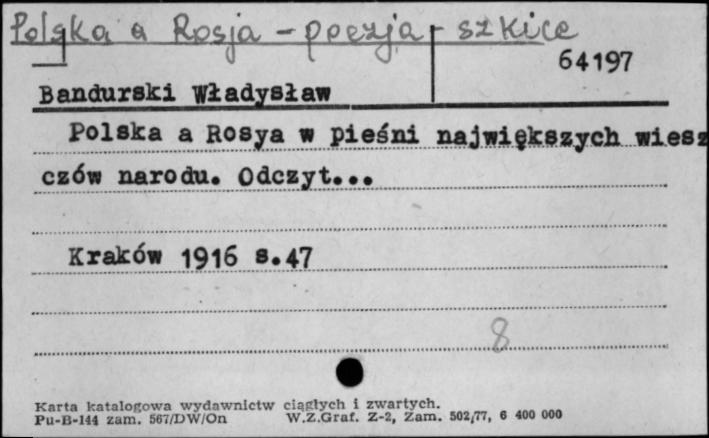 Polska a Rosja - poezja - szkice
64197
Bandurski Władysław
Polska a Rosya w pieśni największych wiesz
czów narodu. Odczyt...
Kraków 1916 s.47
8
Karta katalogowa wydawnictw ciągłych i zwartych.
Pu-B-144 zam. 567/DW/On W.Z.Graf. Z-2, Zam. 502/77, 6 400 000